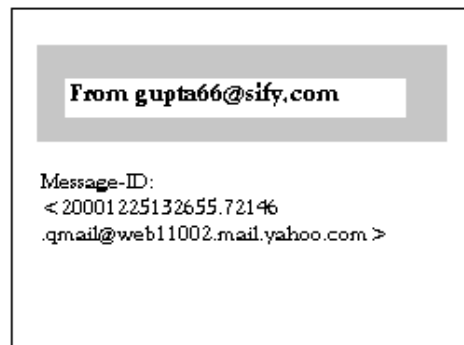 From gupta66@sify.com
Message-ID:
< 20001225132655.72146
.qmail@web11002.mail.yahoo.com >